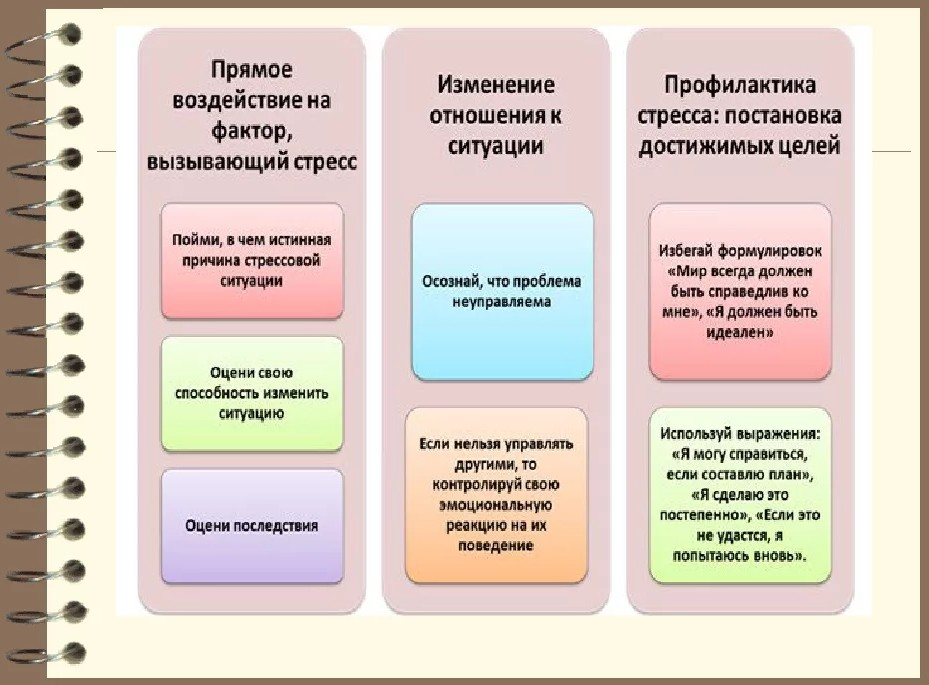 Прямое
воздействие на
фактор,
вызывающий стресс
Пойми, в чем истинная
причина стрессовой
ситуации
Оцени свою
способность изменить
ситуацию
Оцени последствия
Изменение
отношения к
ситуации
Осознай, что проблема
неуправляема
Если нельзя управлять
другими, то
контролируй свою
эмоциональную
реакцию на их
поведение
Профилактика
стресса: постановка
достижимых целей
Избегай формулировок
«Мир всегда должен
быть справедлив ко
мне», «Я должен быть
идеален»
Используй выражения:
«Я могу справиться,
если составлю план»,
«Я сделаю это
постепенно», «Если это
не удастся, я
попытаюсь вновь».